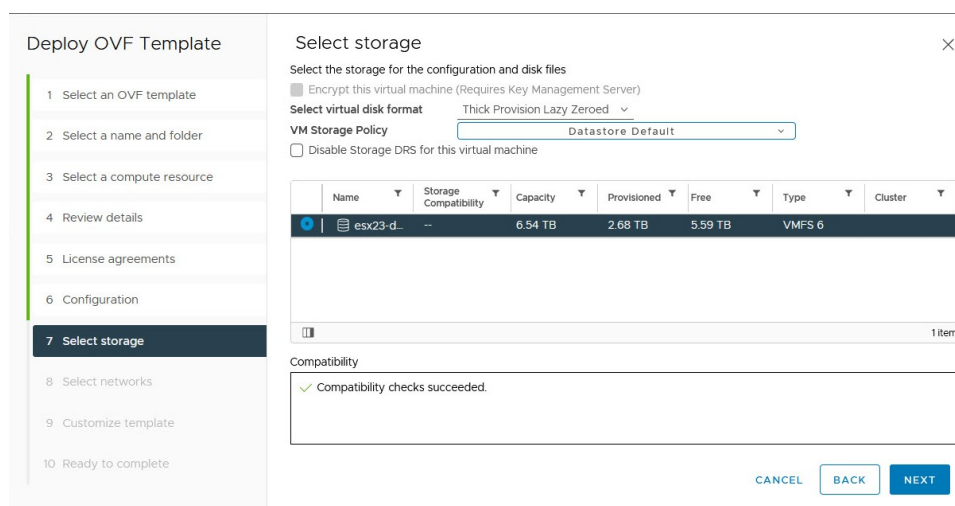 Deploy OVF Template
1 Select an OVF template
2 Select a name and folder
3 Select a compute resource
4 Review details
5 License agreements
6 Configuration
7 Select storage
8 Select networks
9 Customize template
10 Ready to complete
Select storage
Select the storage for the configuration and disk files
Encrypt this virtual machine (Requires Key Management Server)
Select virtual disk format Thick Provision Lazy Zeroed
VM Storage Policy Datastore Default
Disable Storage DRS for this virtual machine
Name Storage Compatibility Capacity Provisioned Free Type Cluster
esx23-d... -- 6.54 TB 2.68 TB 5.59 TB VMFS 6
1 item
Compatibility
Compatibility checks succeeded.
CANCEL BACK NEXT